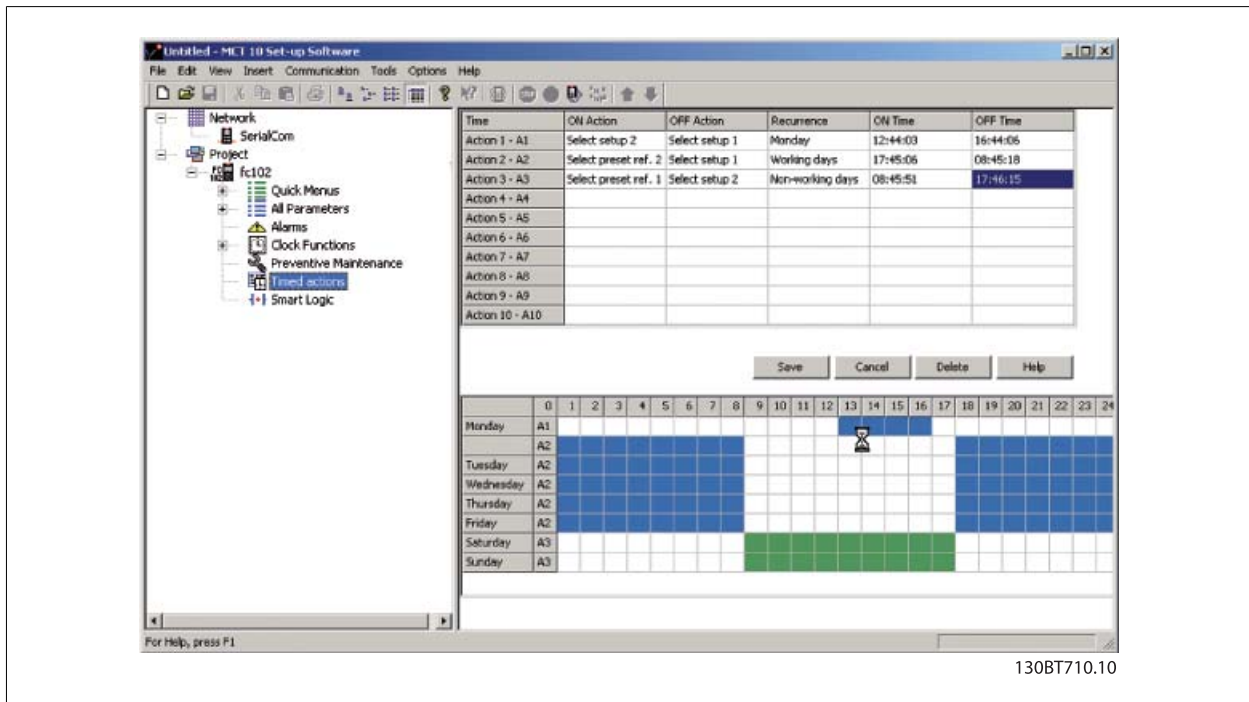 Untitled - MCT 10 Set-up Software
File Edit View Insert Communication Tools Options Help
Network
SerialCom
Project
fc102
Quick Menus
All Parameters
Alarms
Clock Functions
Preventive Maintenance
Timed actions
Smart Logic
Time ON Action OFF Action Recurrence ON Time OFF Time
Action 1 - A1 Select setup 2 Select setup 1 Monday 12:44:03 16:44:06
Action 2 - A2 Select preset ref. 2 Select setup 1 Working days 17:45:06 08:45:18
Action 3 - A3 Select preset ref. 1 Select setup 2 Non-working days 08:45:51 17:46:15
Action 4 - A4
Action 5 - A5
Action 6 - A6
Action 7 - A7
Action 8 - A8
Action 9 - A9
Action 10 - A10
Save Cancel Delete Help
0 1 2 3 4 5 6 7 8 9 10 11 12 13 14 15 16 17 18 19 20 21 22 23 24
Monday A1
A2
Tuesday A2
Wednesday A2
Thursday A2
Friday A2
Saturday A3
Sunday A3
For Help, press F1
130BT710.10